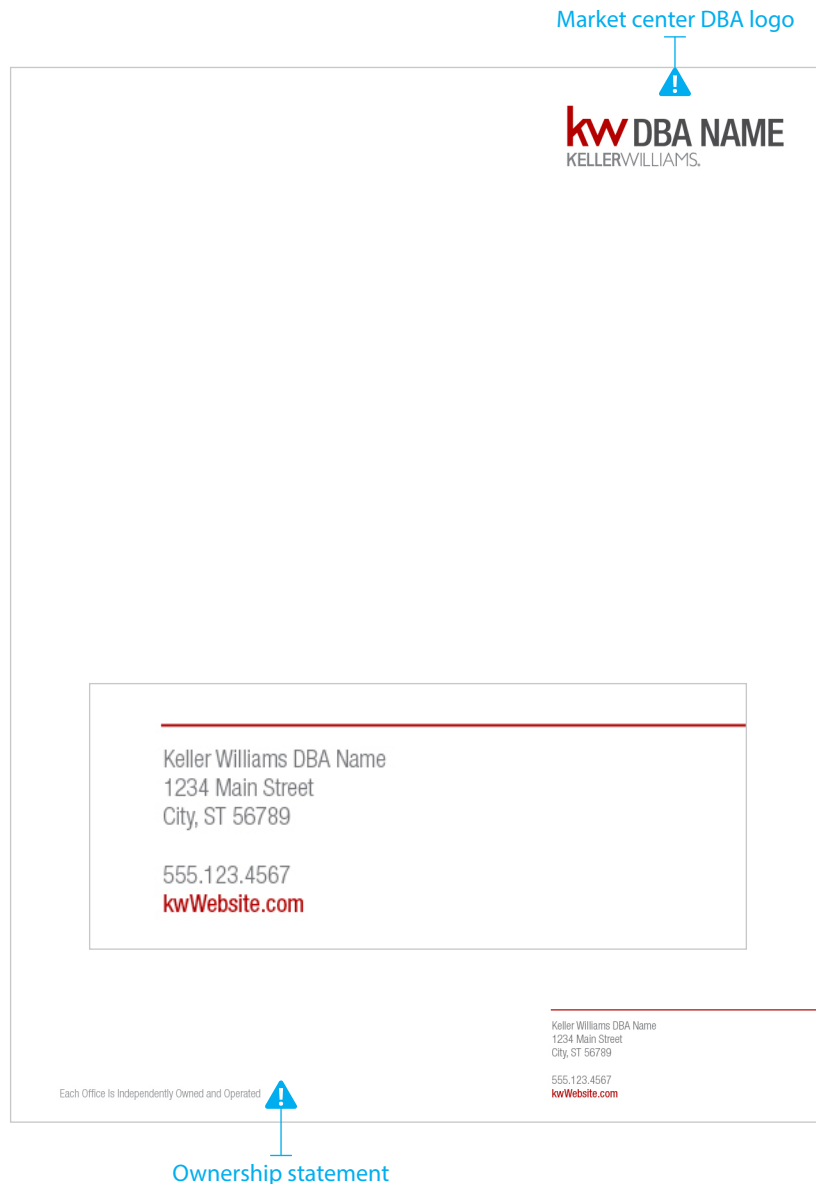 Market center DBA logo
kw DBA NAME
KELLERWILLIAMS.
Keller Williams DBA Name
1234 Main Street
City, ST 56789
555.123.4567
kwWebsite.com
Keller Williams DBA Name
1234 Main Street
City, ST 56789
555.123.4567
kwWebsite.com
Each Office Is Independently Owned and Operated
Ownership statement